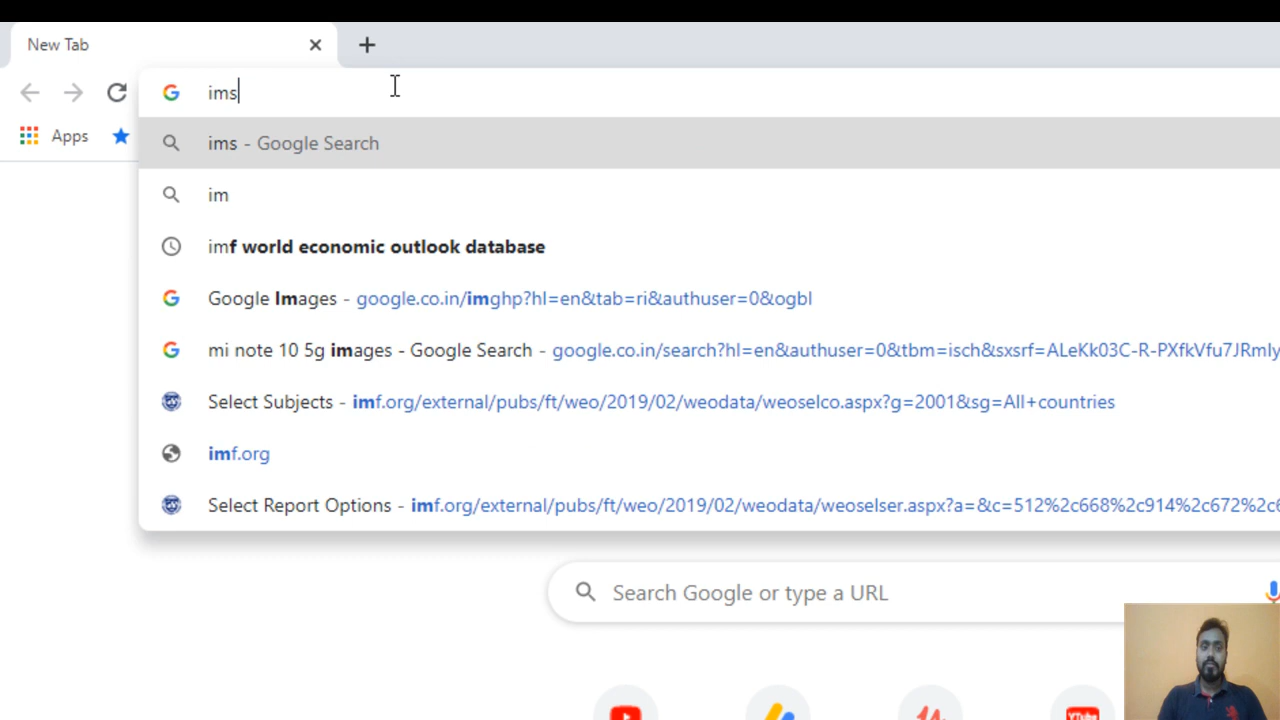 New Tab
ims
Apps
ims - Google Search
im
imf world economic outlook database
Google Images - google.co.in/imghp?hl=en&tab=ri&authuser=0&ogbl
mi note 10 5g images - Google Search - google.co.in/search?hl=en&authuser=0&tbm=isch&sxsrf=ALeKk03C-R-PXfkVfu7JRmly
Select Subjects - imf.org/external/pubs/ft/weo/2019/02/weodata/weoselco.aspx?g=2001&sg=All+countries
imf.org
Select Report Options - imf.org/external/pubs/ft/weo/2019/02/weodata/weoselser.aspx?a=&c=512%2c668%2c914%2c672%2c6
Search Google or type a URL